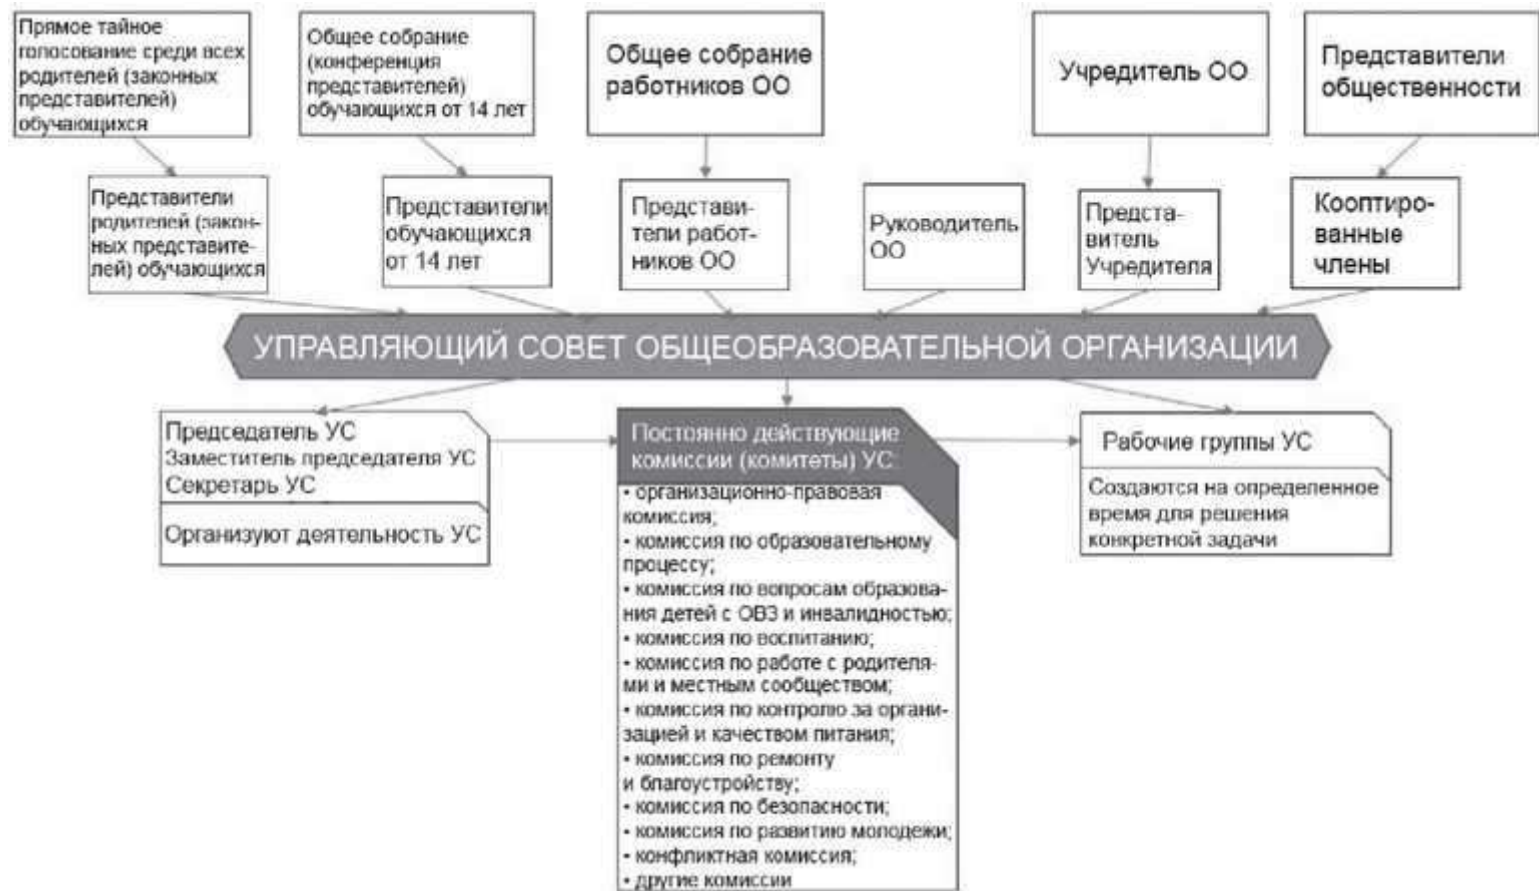 Прямое тайное
голосование среди всех
родителей (законных
представителей)
обучающихся
Общее собрание
(конференция
представителей)
обучающихся от 14 лет
Общее собрание
работников ОО
Учредитель ОО
Представители
общественности
Представители
родителей (закон-
ных представите-
лей) обучающихся
Представители
обучающихся
от 14 лет
Представи-
тели работ-
ников ОО
Руководитель
ОО
Предста-
витель
Учредителя
Кооптиро-
ванные
члены
УПРАВЛЯЮЩИЙ СОВЕТ ОБЩЕОБРАЗОВАТЕЛЬНОЙ ОРГАНИЗАЦИИ
Председатель УС
Заместитель председателя УС
Секретарь УС
Организуют деятельность УС
Постоянно действующие
комиссии (комитеты) УС:
• организационно-правовая
комиссия;
• комиссия по образовательному
процессу;
• комиссия по вопросам образова-
ния детей с ОВЗ и инвалидностью;
• комиссия по воспитанию;
• комиссия по работе с родителя-
ми и местным сообществом;
• комиссия по контролю за органи-
зацией и качеством питания;
• комиссия по ремонту
и благоустройству;
• комиссия по безопасности;
• комиссия по развитию молодежи;
• конфликтная комиссия;
• другие комиссии
Рабочие группы УС
Создаются на определенное
время для решения
конкретной задачи